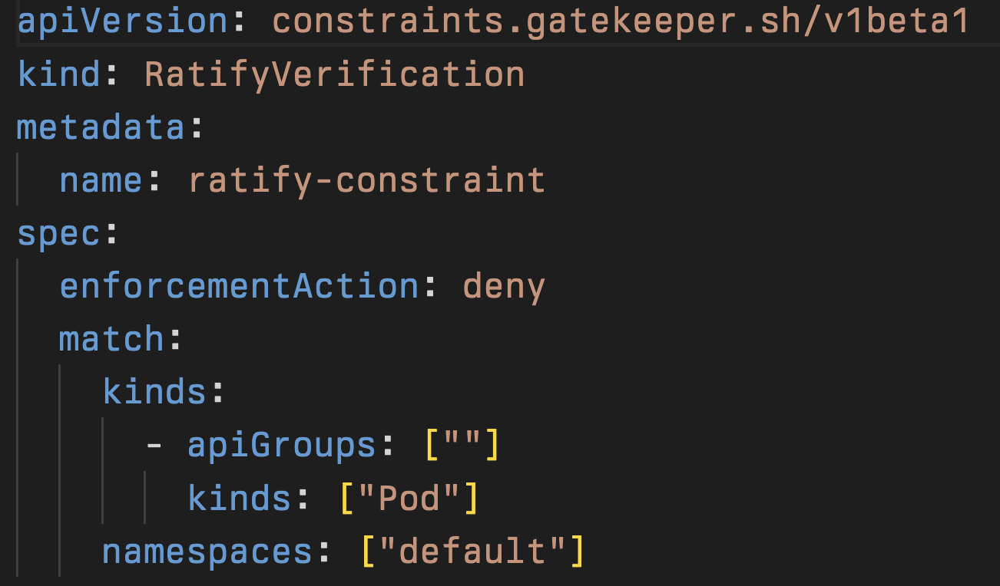 apiVersion: constraints.gatekeeper.sh/v1beta1
kind: RatifyVerification
metadata:
  name: ratify-constraint
spec:
  enforcementAction: deny
  match:
    kinds:
      - apiGroups: [""]
        kinds: ["Pod"]
    namespaces: ["default"]